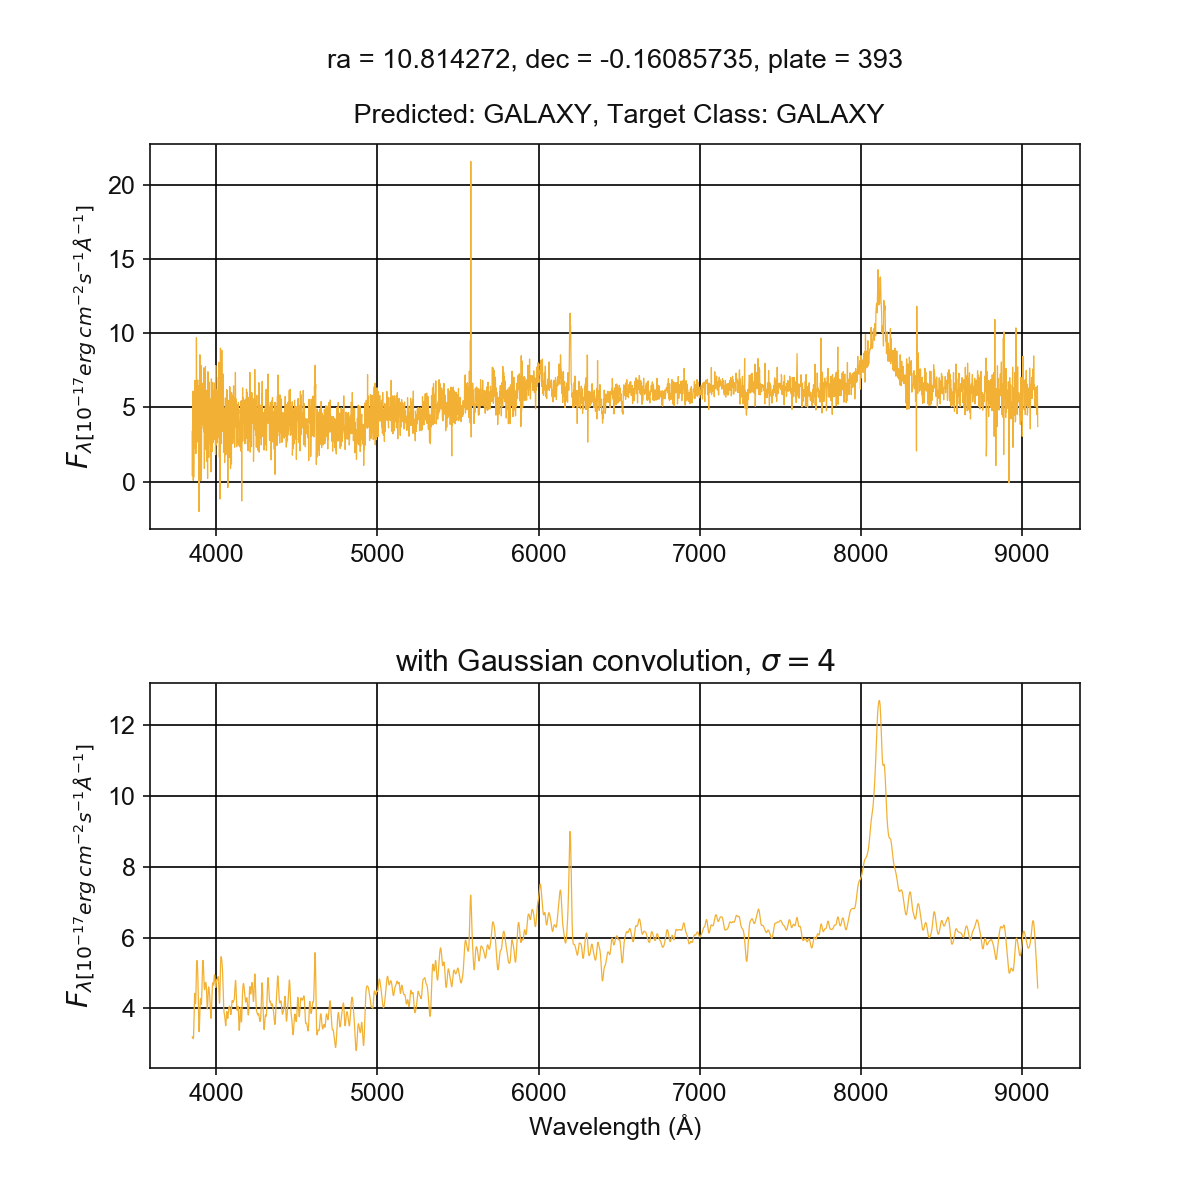 ra = 10.814272, dec = -0.16085735, plate = 393
Predicted: GALAXY, Target Class: GALAXY
20
15
10
5
0
F_λ[10^−17 erg cm^−2 s^−1 Å^−1]
4000 5000 6000 7000 8000 9000
with Gaussian convolution, σ = 4
12
10
8
6
4
F_λ[10^−17 erg cm^−2 s^−1 Å^−1]
4000 5000 6000 7000 8000 9000
Wavelength (Å)